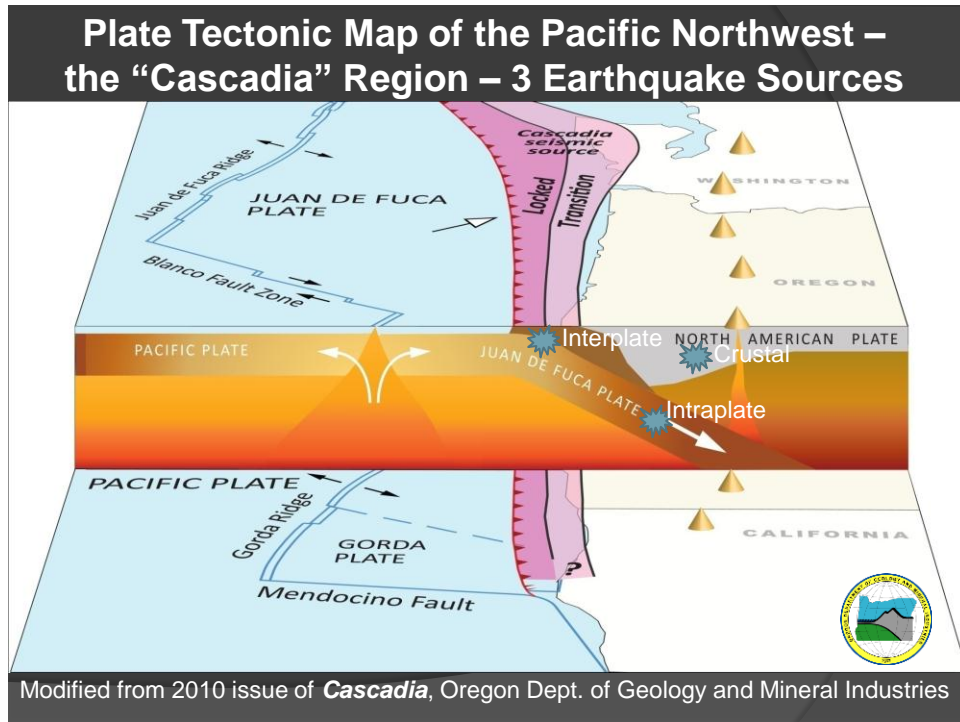 Plate Tectonic Map of the Pacific Northwest –
the “Cascadia” Region – 3 Earthquake Sources
Cascadia
seismic
source
Juan de Fuca Ridge
JUAN DE FUCA
PLATE
Locked
Transition
WASHINGTON
Blanco Fault Zone
OREGON
Interplate
NORTH AMERICAN PLATE
PACIFIC PLATE
JUAN DE FUCA PLATE
Crustal
Intraplate
PACIFIC PLATE
Gorda Ridge
GORDA
PLATE
CALIFORNIA
?
Mendocino Fault
Modified from 2010 issue of Cascadia, Oregon Dept. of Geology and Mineral Industries